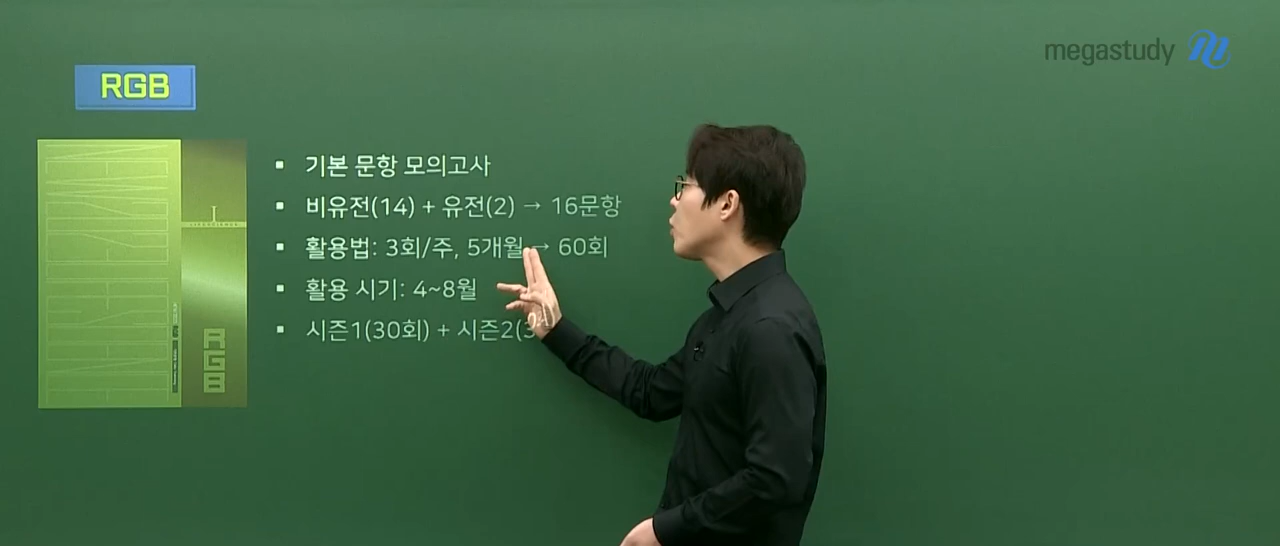 megastudy
RGB
기본 문항 모의고사
비유전(14) + 유전(2) → 16문항
활용법: 3회/주, 5개월 → 60회
활용 시기: 4~8월
시즌1(30회) + 시즌2(3
RGB